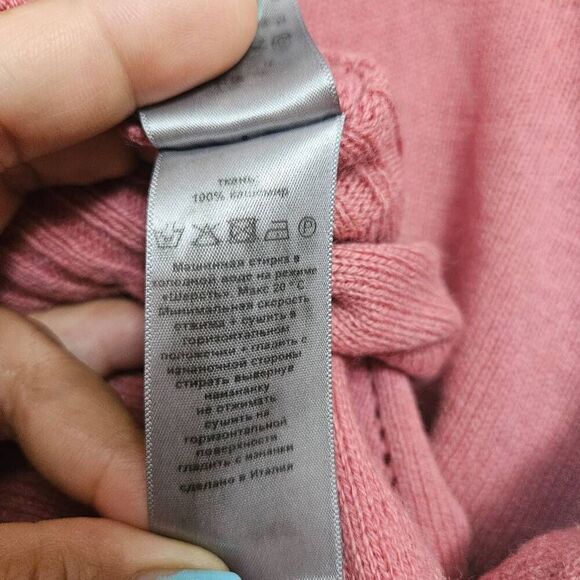 ткань
100% кашемир
P
Машинная стирка в
холодной воде на режиме
«Шерсть». Макс 20 °C
Минимальная скорость
отжима • сушить в
горизонтальном
положении • гладить с
изнаночной стороны
стирать вывернув
наизнанку
не отжимать
сушить на
горизонтальной
поверхности
гладить с изнанки
сделано в Италии